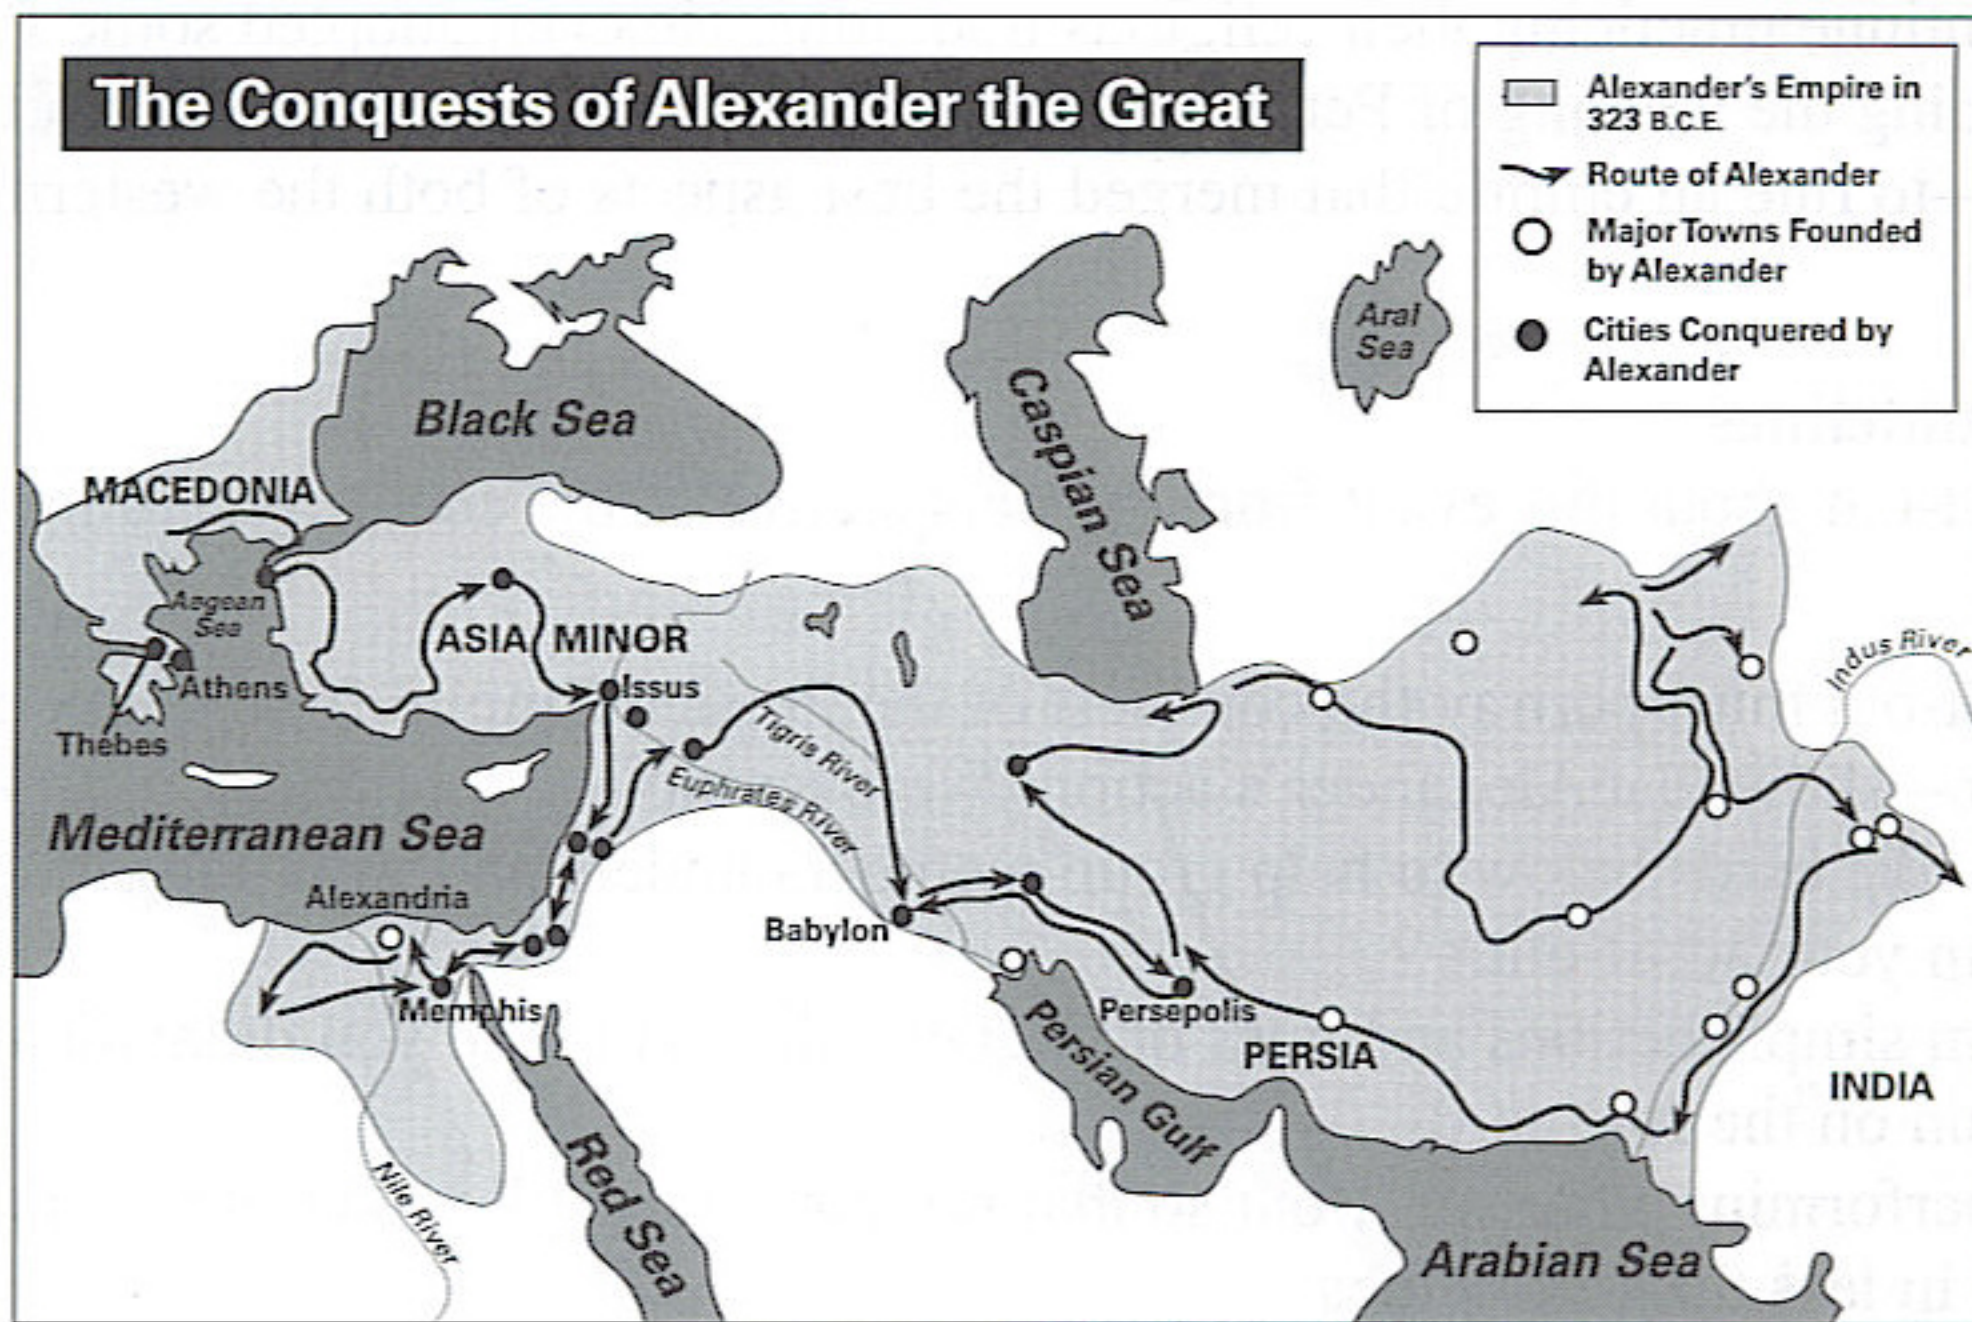 The Conquests of Alexander the Great
Alexander's Empire in
323 B.C.E.
Route of Alexander
Major Towns Founded
by Alexander
Cities Conquered by
Alexander
Aral
Sea
Black Sea
Caspian Sea
MACEDONIA
Aegean
Sea
ASIA MINOR
Indus River
Athens
Issus
Thebes
Tigris River
Euphrates River
Mediterranean Sea
Alexandria
Babylon
Memphis
Persepolis
PERSIA
Persian Gulf
INDIA
Nile River
Red Sea
Arabian Sea